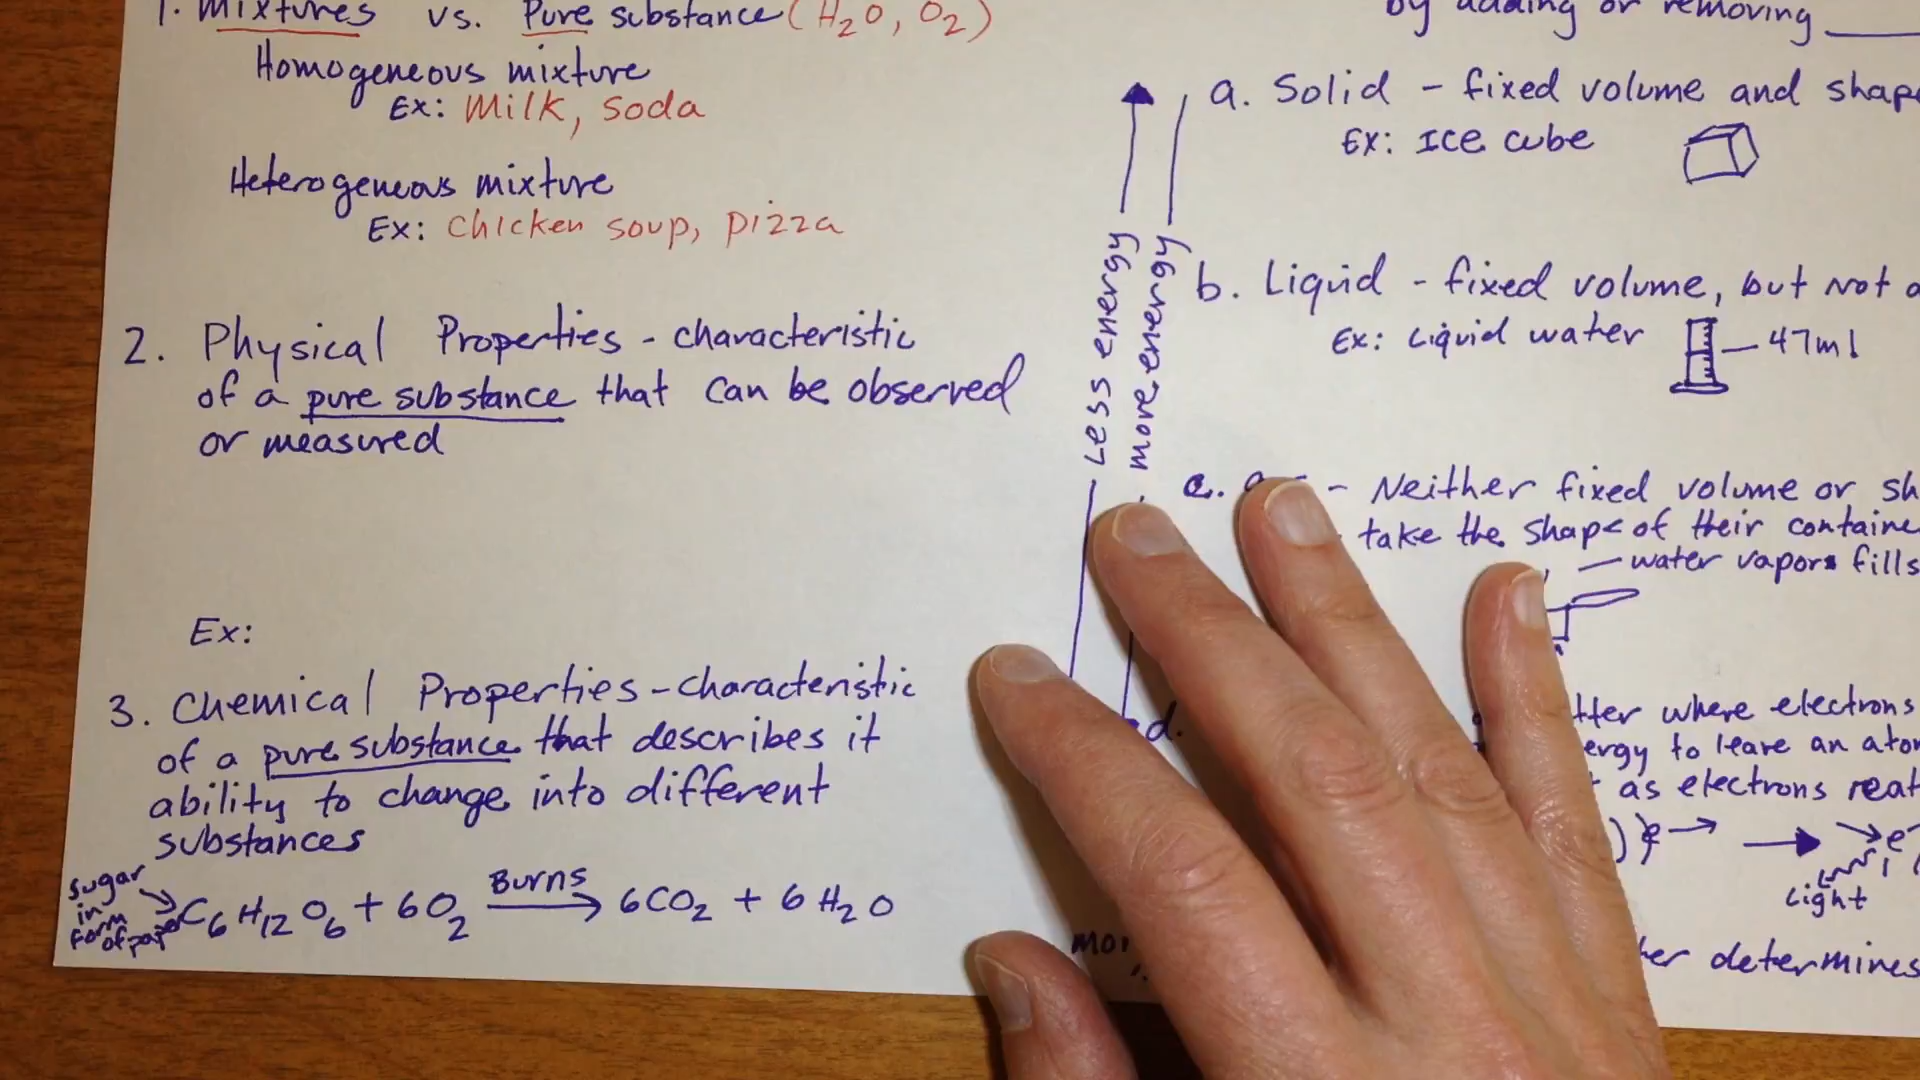 1. Mixtures vs. Pure substance (H2O, O2)
Homogeneous mixture
Ex: Milk, Soda
Heterogeneous mixture
Ex: Chicken soup, pizza
2. Physical Properties - characteristic
of a pure substance that can be observed
or measured
Ex:
3. Chemical Properties - characteristic
of a pure substance that describes it
ability to change into different
substances
sugar
in
form
of paper
C6H12O6 + 6O2 Burns 6CO2 + 6H2O
by adding or removing
Less energy
more energy
a. Solid - fixed volume and shape
Ex: Ice cube
b. Liquid - fixed volume, but not a
Ex: Liquid water
47ml
c. - Neither fixed volume or sh
take the shape of their containe
water vapors fills
d.
tter where electrons
ergy to leave an ato
as electrons reat
e
e
Light
mor
her determines